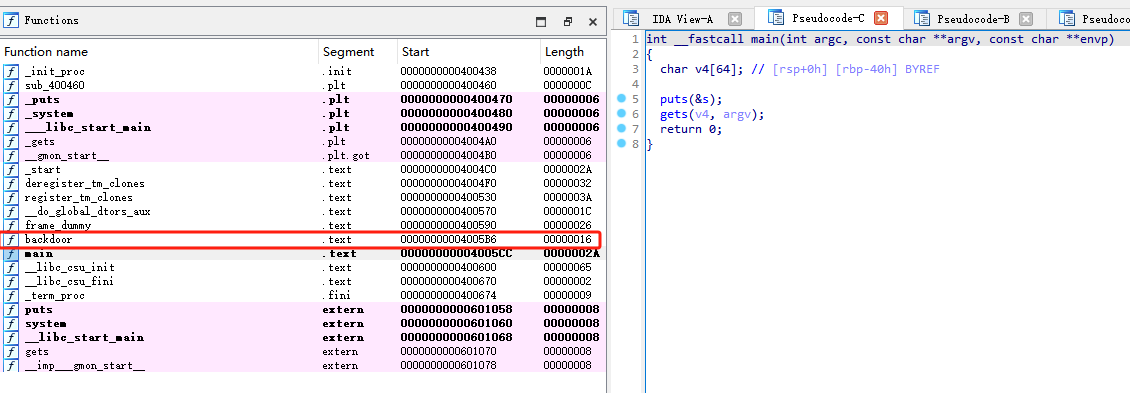 Functions
Function name Segment Start Length
_init_proc .init 0000000000400438 0000001A
sub_400460 .plt 0000000000400460 0000000C
_puts .plt 0000000000400470 00000006
_system .plt 0000000000400480 00000006
___libc_start_main .plt 0000000000400490 00000006
_gets .plt 00000000004004A0 00000006
__gmon_start__ .plt.got 00000000004004B0 00000006
_start .text 00000000004004C0 0000002A
deregister_tm_clones .text 00000000004004F0 00000032
register_tm_clones .text 0000000000400530 0000003A
__do_global_dtors_aux .text 0000000000400570 0000001C
frame_dummy .text 0000000000400590 00000026
backdoor .text 00000000004005B6 00000016
main .text 00000000004005CC 0000002A
__libc_csu_init .text 0000000000400600 00000065
__libc_csu_fini .text 0000000000400670 00000002
_term_proc .fini 0000000000400674 00000009
puts extern 0000000000601058 00000008
system extern 0000000000601060 00000008
__libc_start_main extern 0000000000601068 00000008
gets extern 0000000000601070 00000008
__imp___gmon_start__ extern 0000000000601078 00000008
IDA View-A Pseudocode-C Pseudocode-B Pseudoco
1 int __fastcall main(int argc, const char **argv, const char **envp)
2 {
3 char v4[64]; // [rsp+0h] [rbp-40h] BYREF
4
5 puts(&s);
6 gets(v4, argv);
7 return 0;
8 }